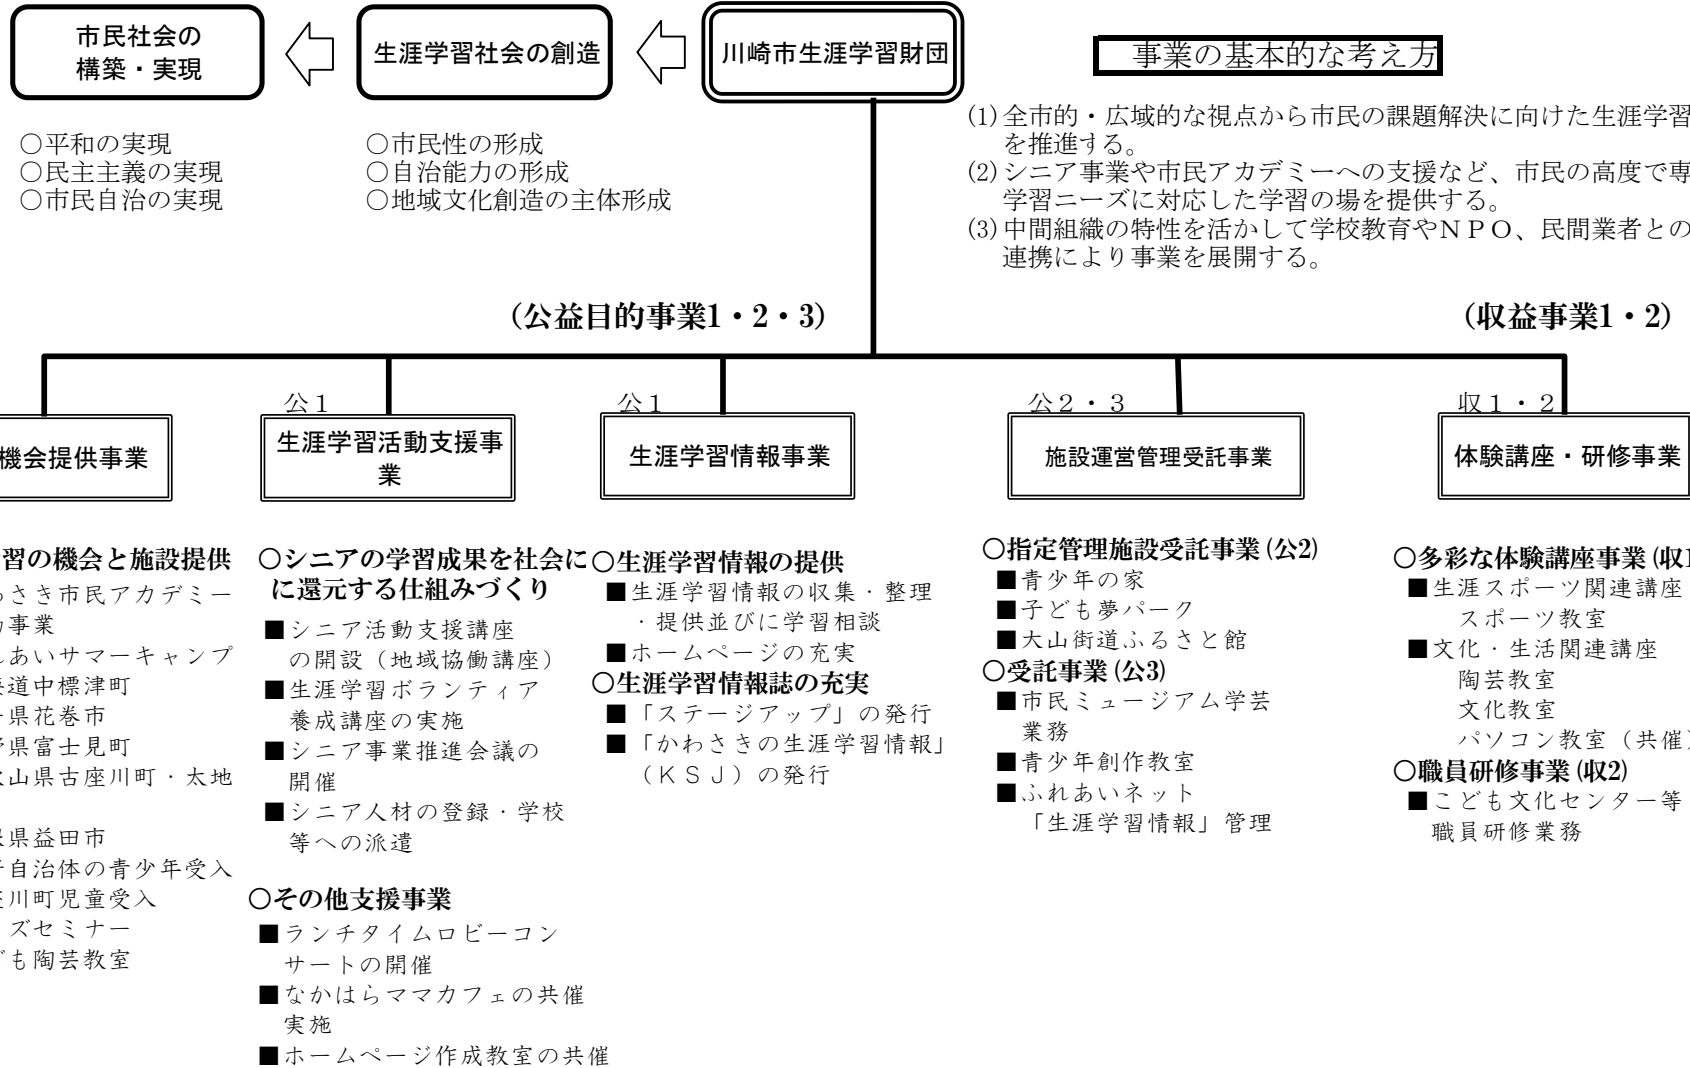 市民社会の
構築・実現
生涯学習社会の創造
川崎市生涯学習財団
事業の基本的な考え方
○平和の実現
○民主主義の実現
○市民自治の実現
○市民性の形成
○自治能力の形成
○地域文化創造の主体形成
(1)全市的・広域的な視点から市民の課題解決に向けた生涯学習
を推進する。
(2)シニア事業や市民アカデミーへの支援など、市民の高度で専
学習ニーズに対応した学習の場を提供する。
(3)中間組織の特性を活かして学校教育やＮＰＯ、民間業者との
連携により事業を展開する。
（公益目的事業1・2・3）
（収益事業1・2）
機会提供事業
習の機会と施設提供
さき市民アカデミー
事業
あいサマーキャンプ
道中標津町
県花巻市
県富士見町
山県古座川町・太地
県益田市
自治体の青少年受入
川町児童受入
ズセミナー
も陶芸教室
公１
生涯学習活動支援事
業
○シニアの学習成果を社会に
に還元する仕組みづくり
■シニア活動支援講座
の開設（地域協働講座）
■生涯学習ボランティア
養成講座の実施
■シニア事業推進会議の
開催
■シニア人材の登録・学校
等への派遣
○その他支援事業
■ランチタイムロビーコン
サートの開催
■なかはらママカフェの共催
実施
■ホームページ作成教室の共催
公１
生涯学習情報事業
○生涯学習情報の提供
■生涯学習情報の収集・整理
・提供並びに学習相談
■ホームページの充実
○生涯学習情報誌の充実
■「ステージアップ」の発行
■「かわさきの生涯学習情報」
（ＫＳＪ）の発行
公２・３
施設運営管理受託事業
○指定管理施設受託事業(公2)
■青少年の家
■子ども夢パーク
■大山街道ふるさと館
○受託事業(公3)
■市民ミュージアム学芸
業務
■青少年創作教室
■ふれあいネット
「生涯学習情報」管理
収１・２
体験講座・研修事業
○多彩な体験講座事業(収1
■生涯スポーツ関連講座
スポーツ教室
■文化・生活関連講座
陶芸教室
文化教室
パソコン教室（共催）
○職員研修事業(収2)
■こども文化センター等
職員研修業務